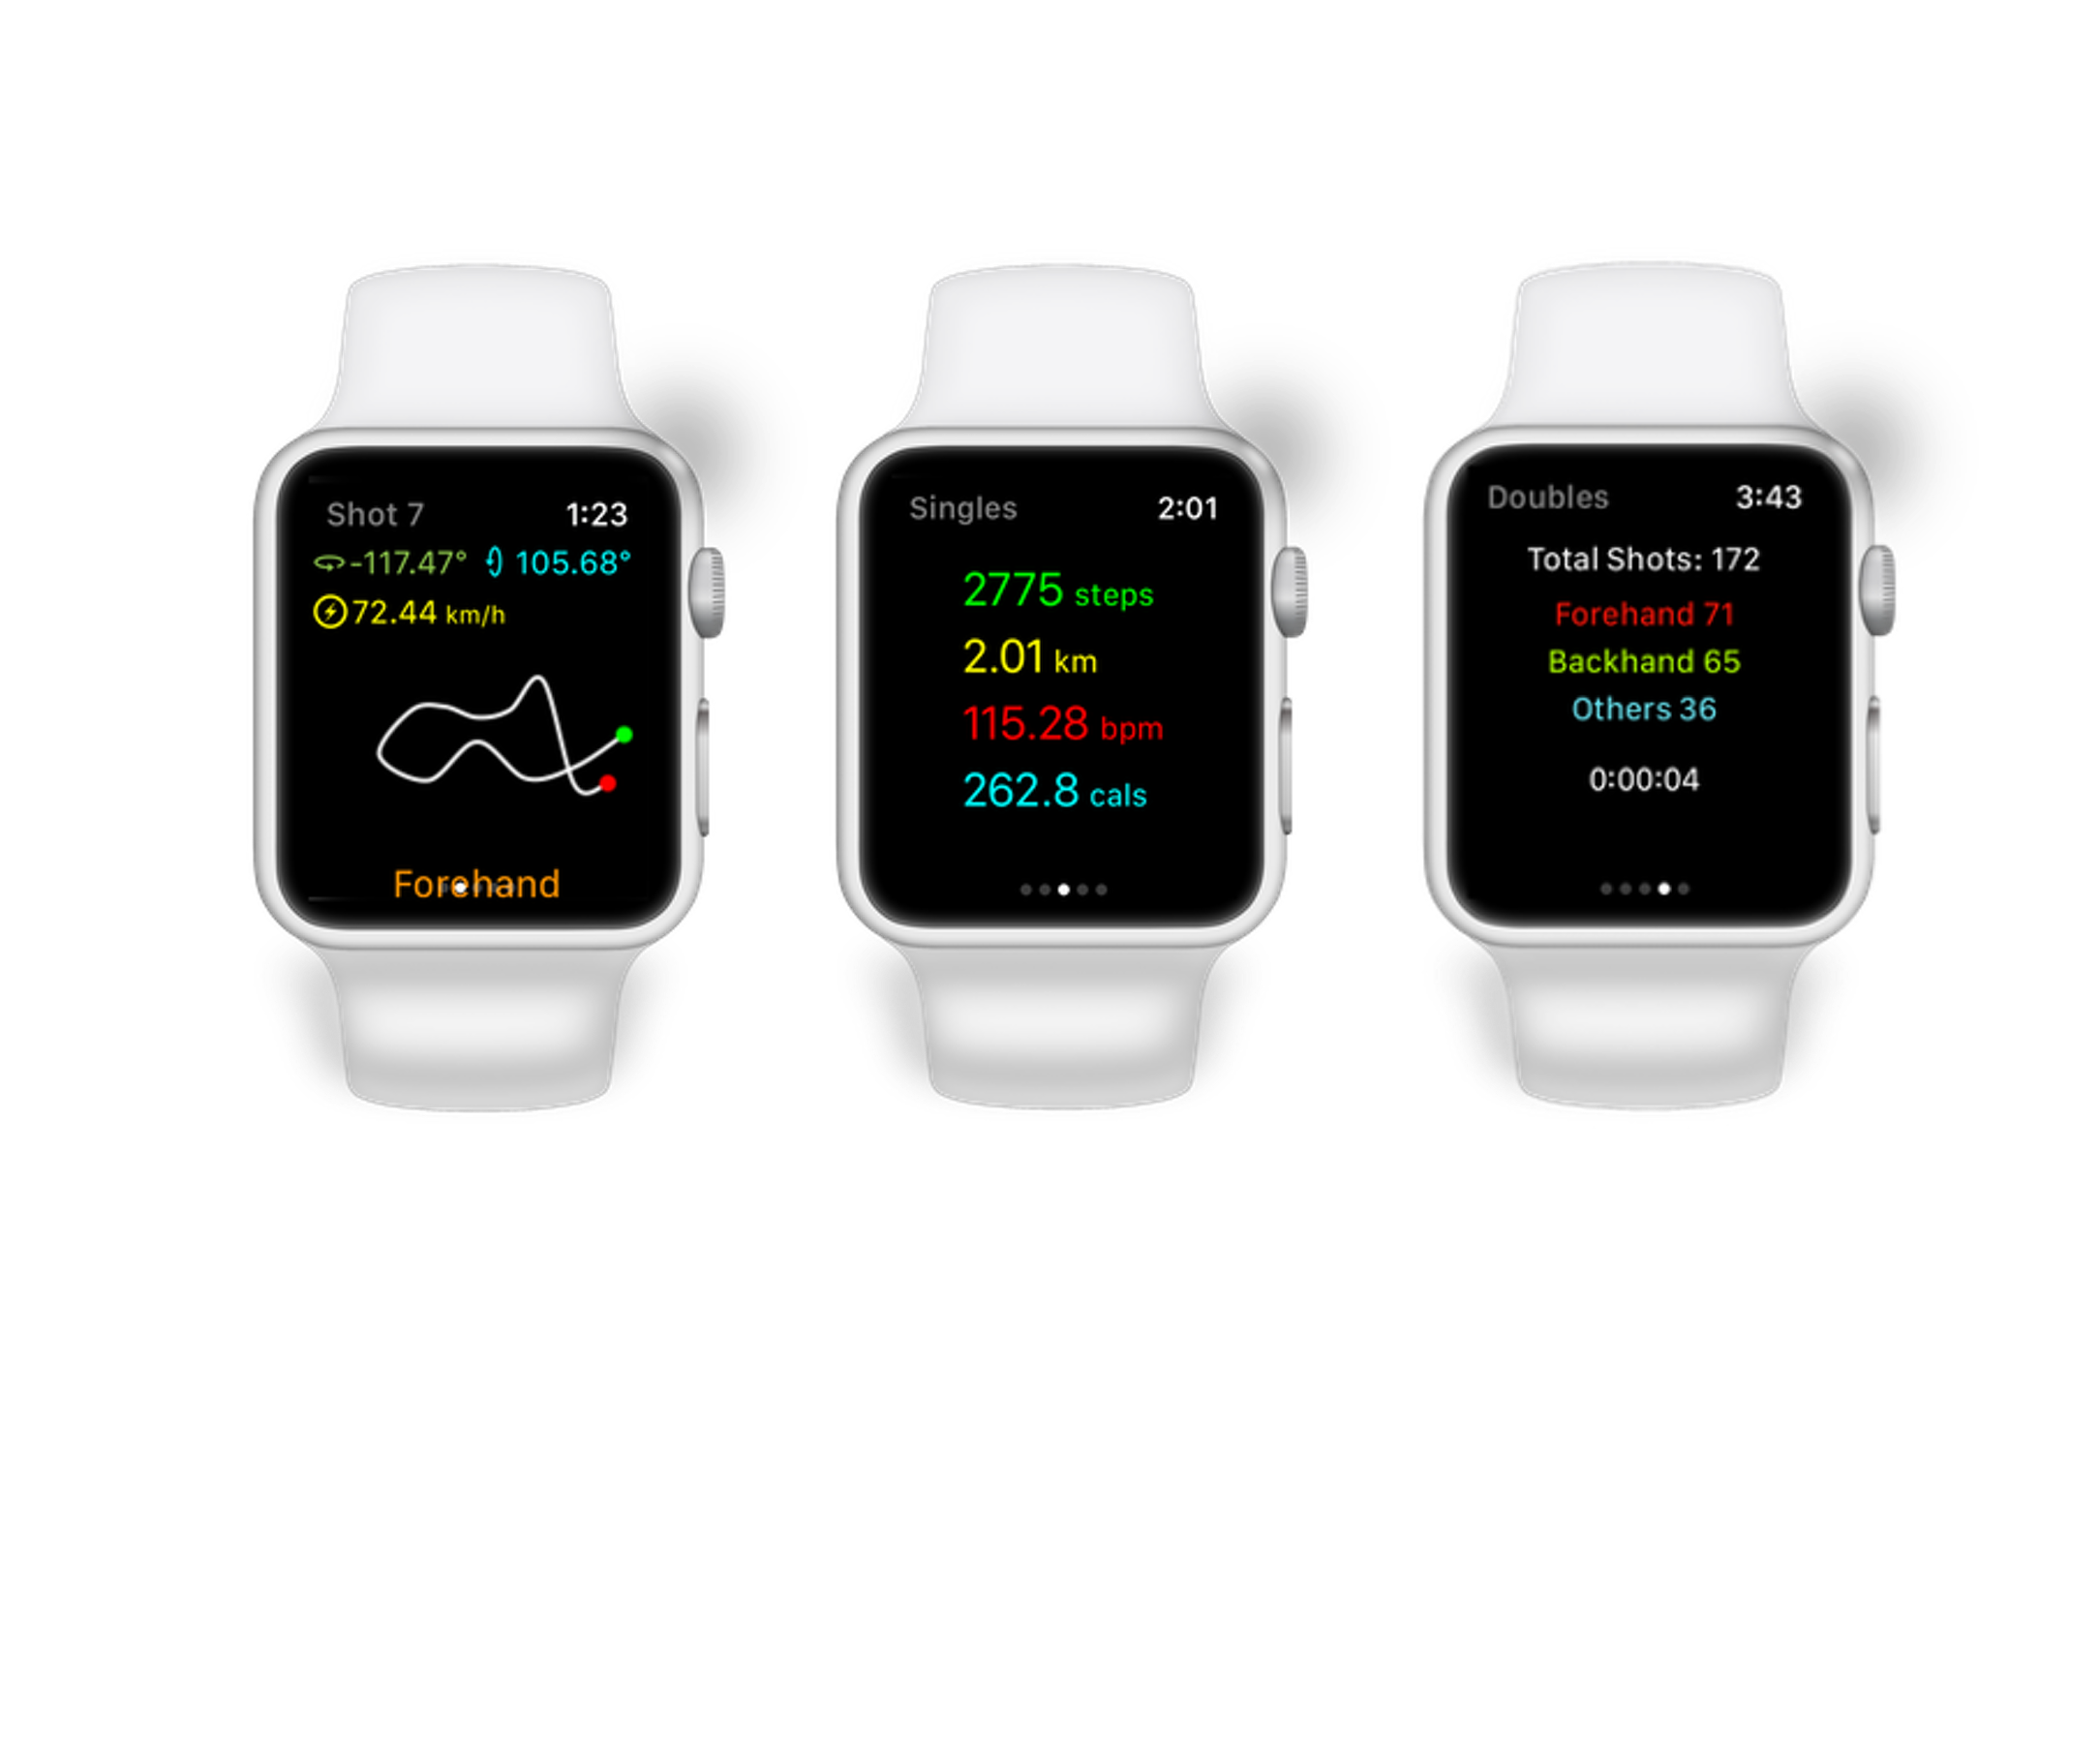 Shot 7 1:23
-117.47° 105.68°
72.44 km/h
Forehand
Singles 2:01
2775 steps
2.01 km
115.28 bpm
262.8 cals
Doubles 3:43
Total Shots: 172
Forehand 71
Backhand 65
Others 36
0:00:04